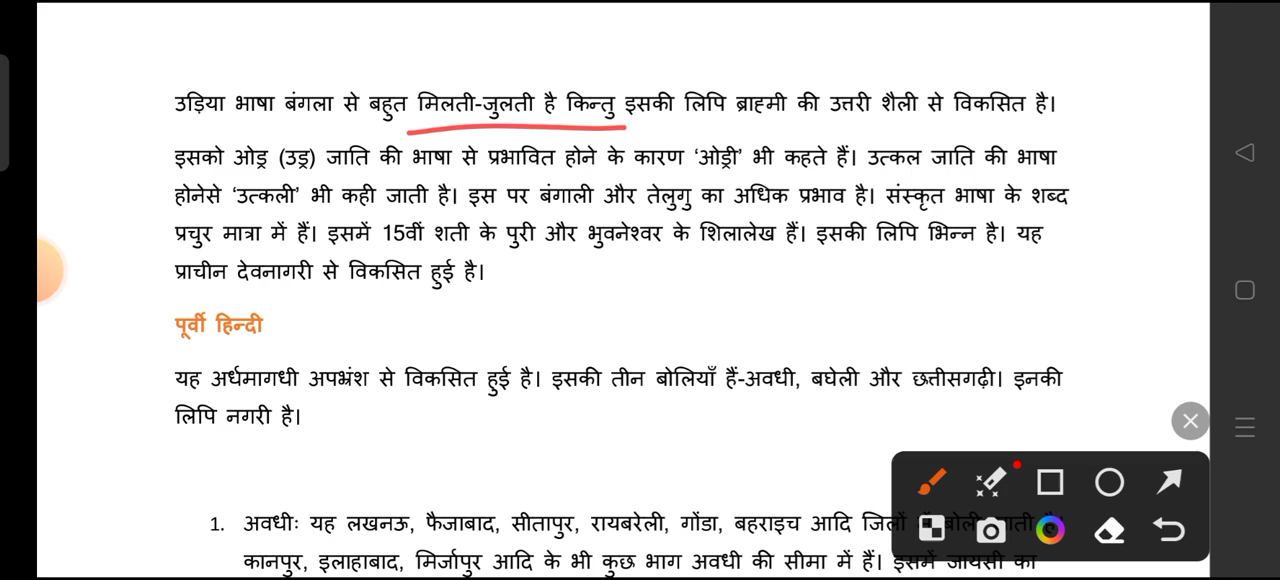 उड़िया भाषा बंगला से बहुत मिलती-जुलती है किन्तु इसकी लिपि ब्राह्मी की उत्तरी शैली से विकसित है।
इसको ओड्र (उड्र) जाति की भाषा से प्रभावित होने के कारण ‘ओड्री’ भी कहते हैं। उत्कल जाति की भाषा
होनेसे ‘उत्कली’ भी कही जाती है। इस पर बंगाली और तेलुगु का अधिक प्रभाव है। संस्कृत भाषा के शब्द
प्रचुर मात्रा में हैं। इसमें 15वीं शती के पुरी और भुवनेश्वर के शिलालेख हैं। इसकी लिपि भिन्न है। यह
प्राचीन देवनागरी से विकसित हुई है।
पूर्वी हिन्दी
यह अर्धमागधी अपभ्रंश से विकसित हुई है। इसकी तीन बोलियाँ हैं-अवधी, बघेली और छत्तीसगढ़ी। इनकी
लिपि नगरी है।
1. अवधीः यह लखनऊ, फैजाबाद, सीतापुर, रायबरेली, गोंडा, बहराइच आदि जिलों में बोली जाती है।
कानपुर, इलाहाबाद, मिर्जापुर आदि के भी कुछ भाग अवधी की सीमा में हैं। इसमें जायसी का